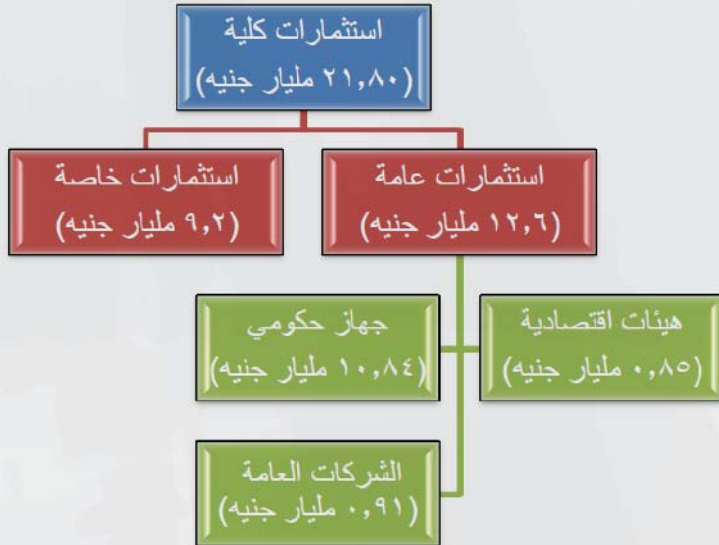 استثمارات كلية
(٢١,٨٠ مليار جنيه)
استثمارات عامة
(١٢,٦ مليار جنيه)
استثمارات خاصة
(٩,٢ مليار جنيه)
هيئات اقتصادية
(٠,٨٥ مليار جنيه)
جهاز حكومي
(١٠,٨٤ مليار جنيه)
الشركات العامة
(٠,٩١ مليار جنيه)